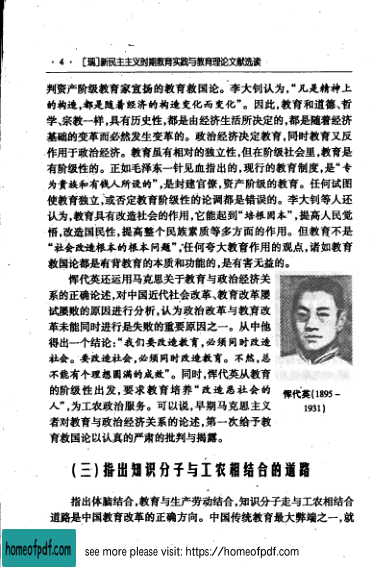 · 4 · [编]新民主主义时期教育实践与教育理论文献选读
判资产阶级教育家宣扬的教育救国论。李大钊认为，“凡是精神上
的构造，都是随着经济的构造变化而变化”。因此，教育和道德、哲
学、宗教一样，具有历史性，都是由经济生活所决定的，都是随着经济
基础的变革而必然发生变革的。政治经济决定教育，同时教育又反
作用于政治经济。教育虽有相对的独立性，但在阶级社会里，教育是
有阶级性的。正如毛泽东一针见血指出的，现行的教育制度，是“专
为贵族和有钱人所设的”，是封建官僚，资产阶级的教育。任何试图
使教育独立，或否定教育阶级性的论调都是错误的。李大钊等人还
认为，教育具有改造社会的作用，它能起到“培根固本”，提高人民觉
悟，改造国民性，提高整个民族素质等多方面的作用。但教育不是
“社会改造根本的根本问题”，任何夸大教育作用的观点，诸如教育
救国论都是有背教育的本质和功能的，是有害无益的。
恽代英还运用马克思关于教育与政治经济关
系的正确论述，对中国近代社会改革、教育改革屡
试屡败的原因进行分析，认为政治改革与教育改
革未能同时进行是失败的重要原因之一。从中他
得出一个结论：“我们要改造教育，必须同时改造
社会。要改造社会，必须同时改造教育。不然，总
不能有个理想圆满的成效”。同时，恽代英从教育
的阶级性出发，要求教育培养“改造恶社会的
人”，为工农政治服务。可以说，早期马克思主义
者对教育与政治经济关系的论述，第一次给予教
育救国论以认真的严肃的批判与揭露。
恽代英(1895－
1931)
（三）指出知识分子与工农相结合的道路
指出体脑结合，教育与生产劳动结合，知识分子走与工农相结合
道路是中国教育改革的正确方向。中国传统教育最大弊端之一，就
homeofpdf.com
see more please visit: https://homeofpdf.com